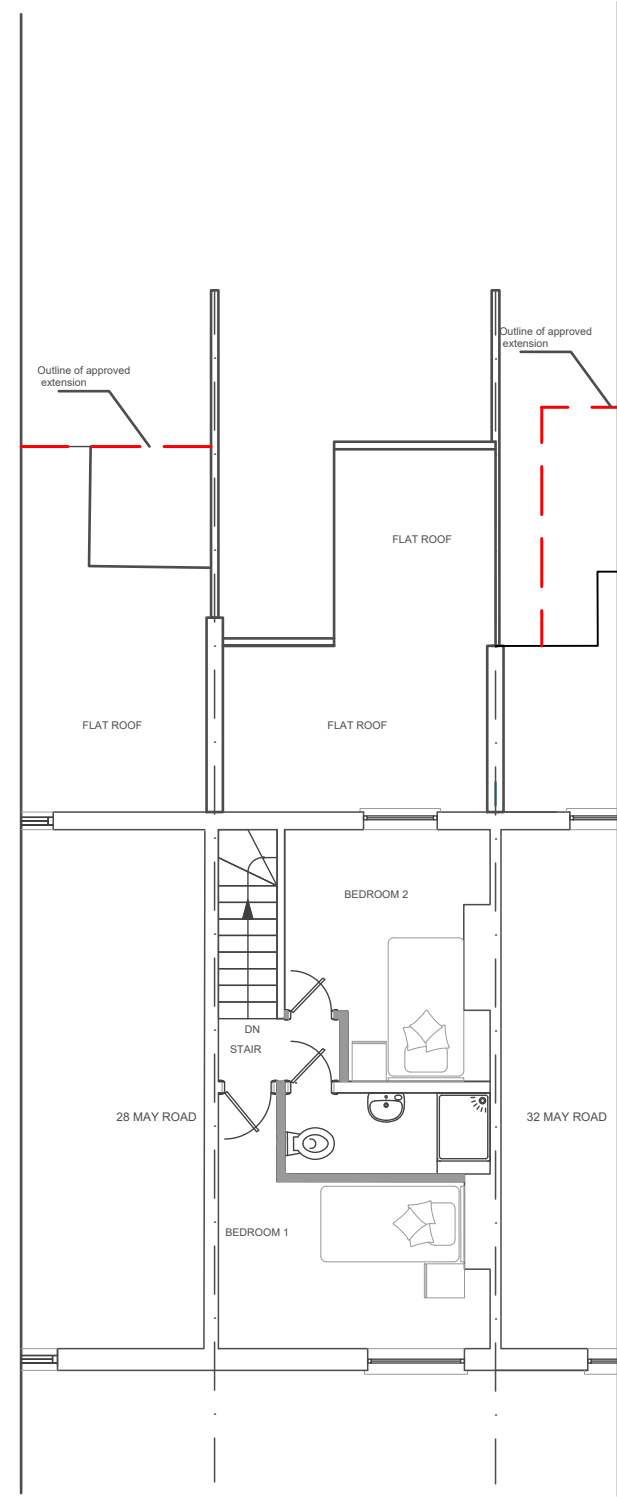 Outline of approved
extension
Outline of approved
extension
FLAT ROOF
FLAT ROOF
FLAT ROOF
BEDROOM 2
DN
STAIR
28 MAY ROAD
32 MAY ROAD
BEDROOM 1